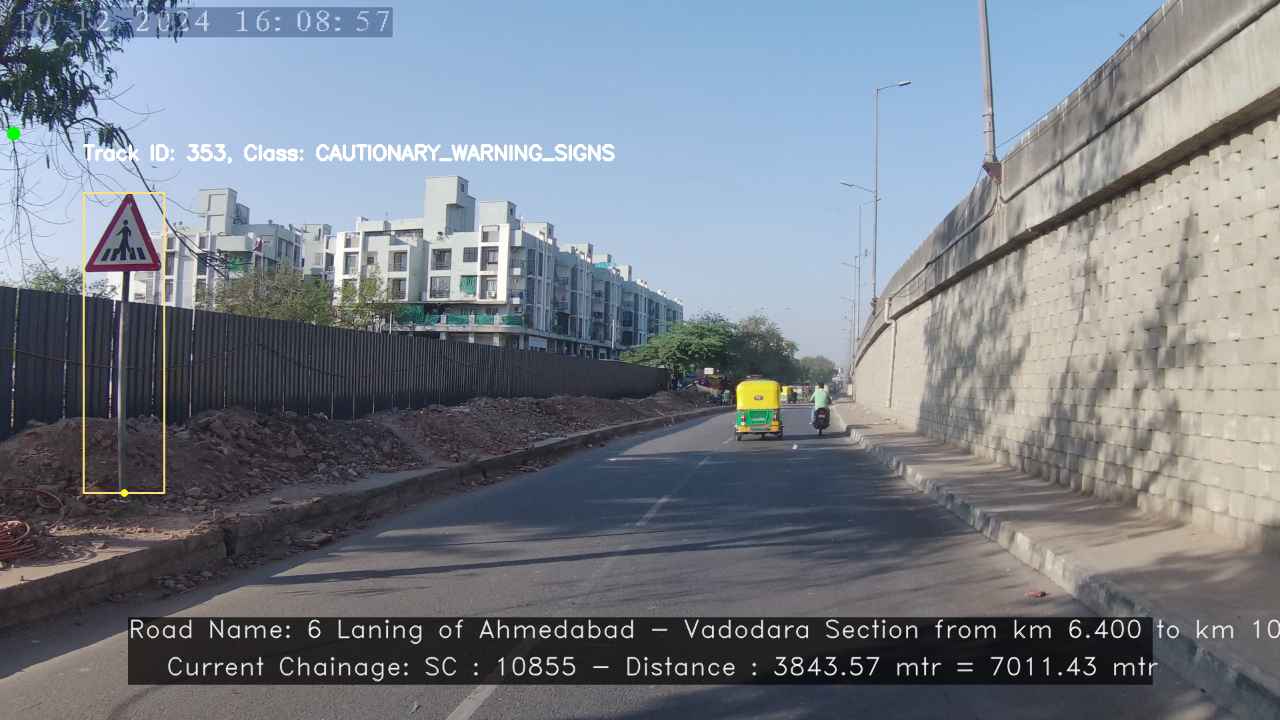 10-12-2024 16:08:57
Track ID: 353, Class: CAUTIONARY_WARNING_SIGNS
Road Name: 6 Laning of Ahmedabad - Vadodara Section from km 6.400 to km 10
Current Chainage: SC : 10855 - Distance : 3843.57 mtr = 7011.43 mtr